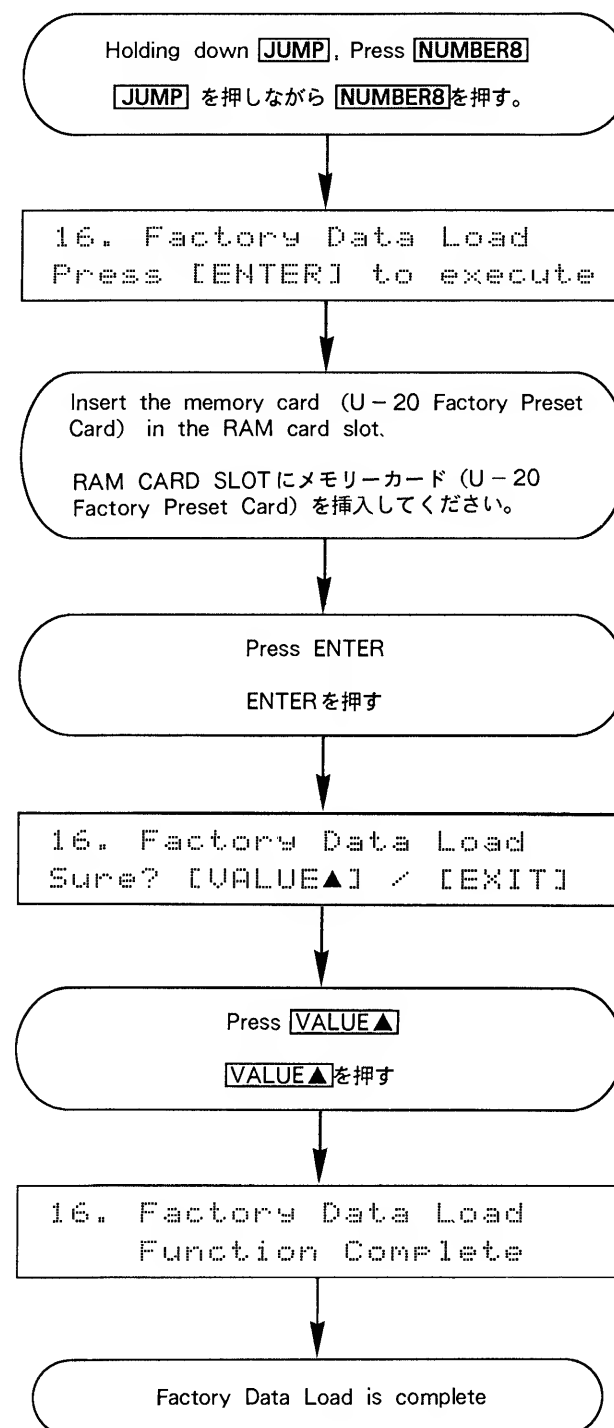 Holding down JUMP, Press NUMBER8
JUMP を押しながら NUMBER8を押す。
16. Factory Data Load
Press [ENTER] to execute
Insert the memory card (U-20 Factory Preset
Card) in the RAM card slot.
RAM CARD SLOTにメモリーカード (U-20
Factory Preset Card) を挿入してください。
Press ENTER
ENTERを押す
16. Factory Data Load
Sure? [VALUE▲] / [EXIT]
Press VALUE▲
VALUE▲を押す
16. Factory Data Load
Function Complete
Factory Data Load is complete